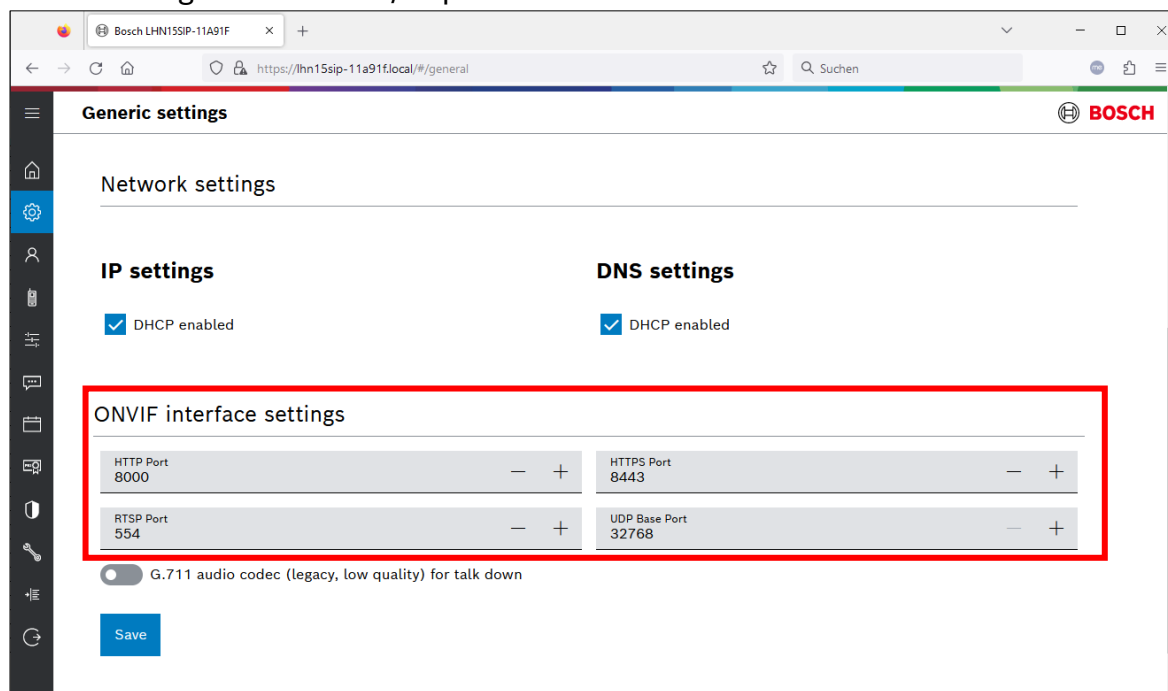 Bosch LHN15SIP-11A91F
https://lhn15sip-11a91f.local/#/general
Suchen
me
Generic settings
BOSCH
Network settings
IP settings
DNS settings
DHCP enabled
DHCP enabled
ONVIF interface settings
HTTP Port
8000
HTTPS Port
8443
RTSP Port
554
UDP Base Port
32768
G.711 audio codec (legacy, low quality) for talk down
Save